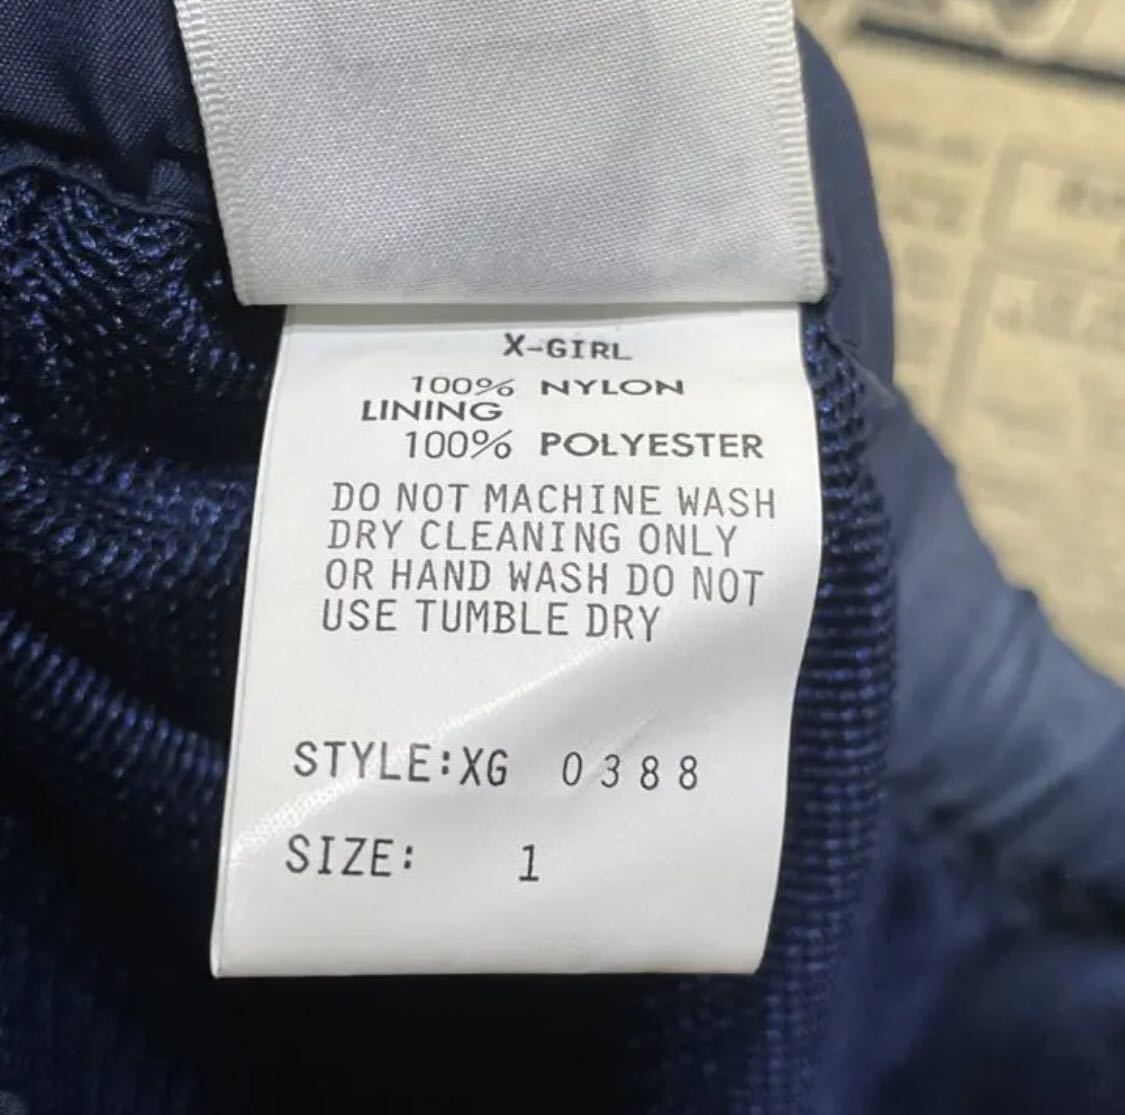 X-GIRL
100% NYLON
LINING
100% POLYESTER
DO NOT MACHINE WASH
DRY CLEANING ONLY
OR HAND WASH DO NOT
USE TUMBLE DRY
STYLE:XG 0388
SIZE: 1